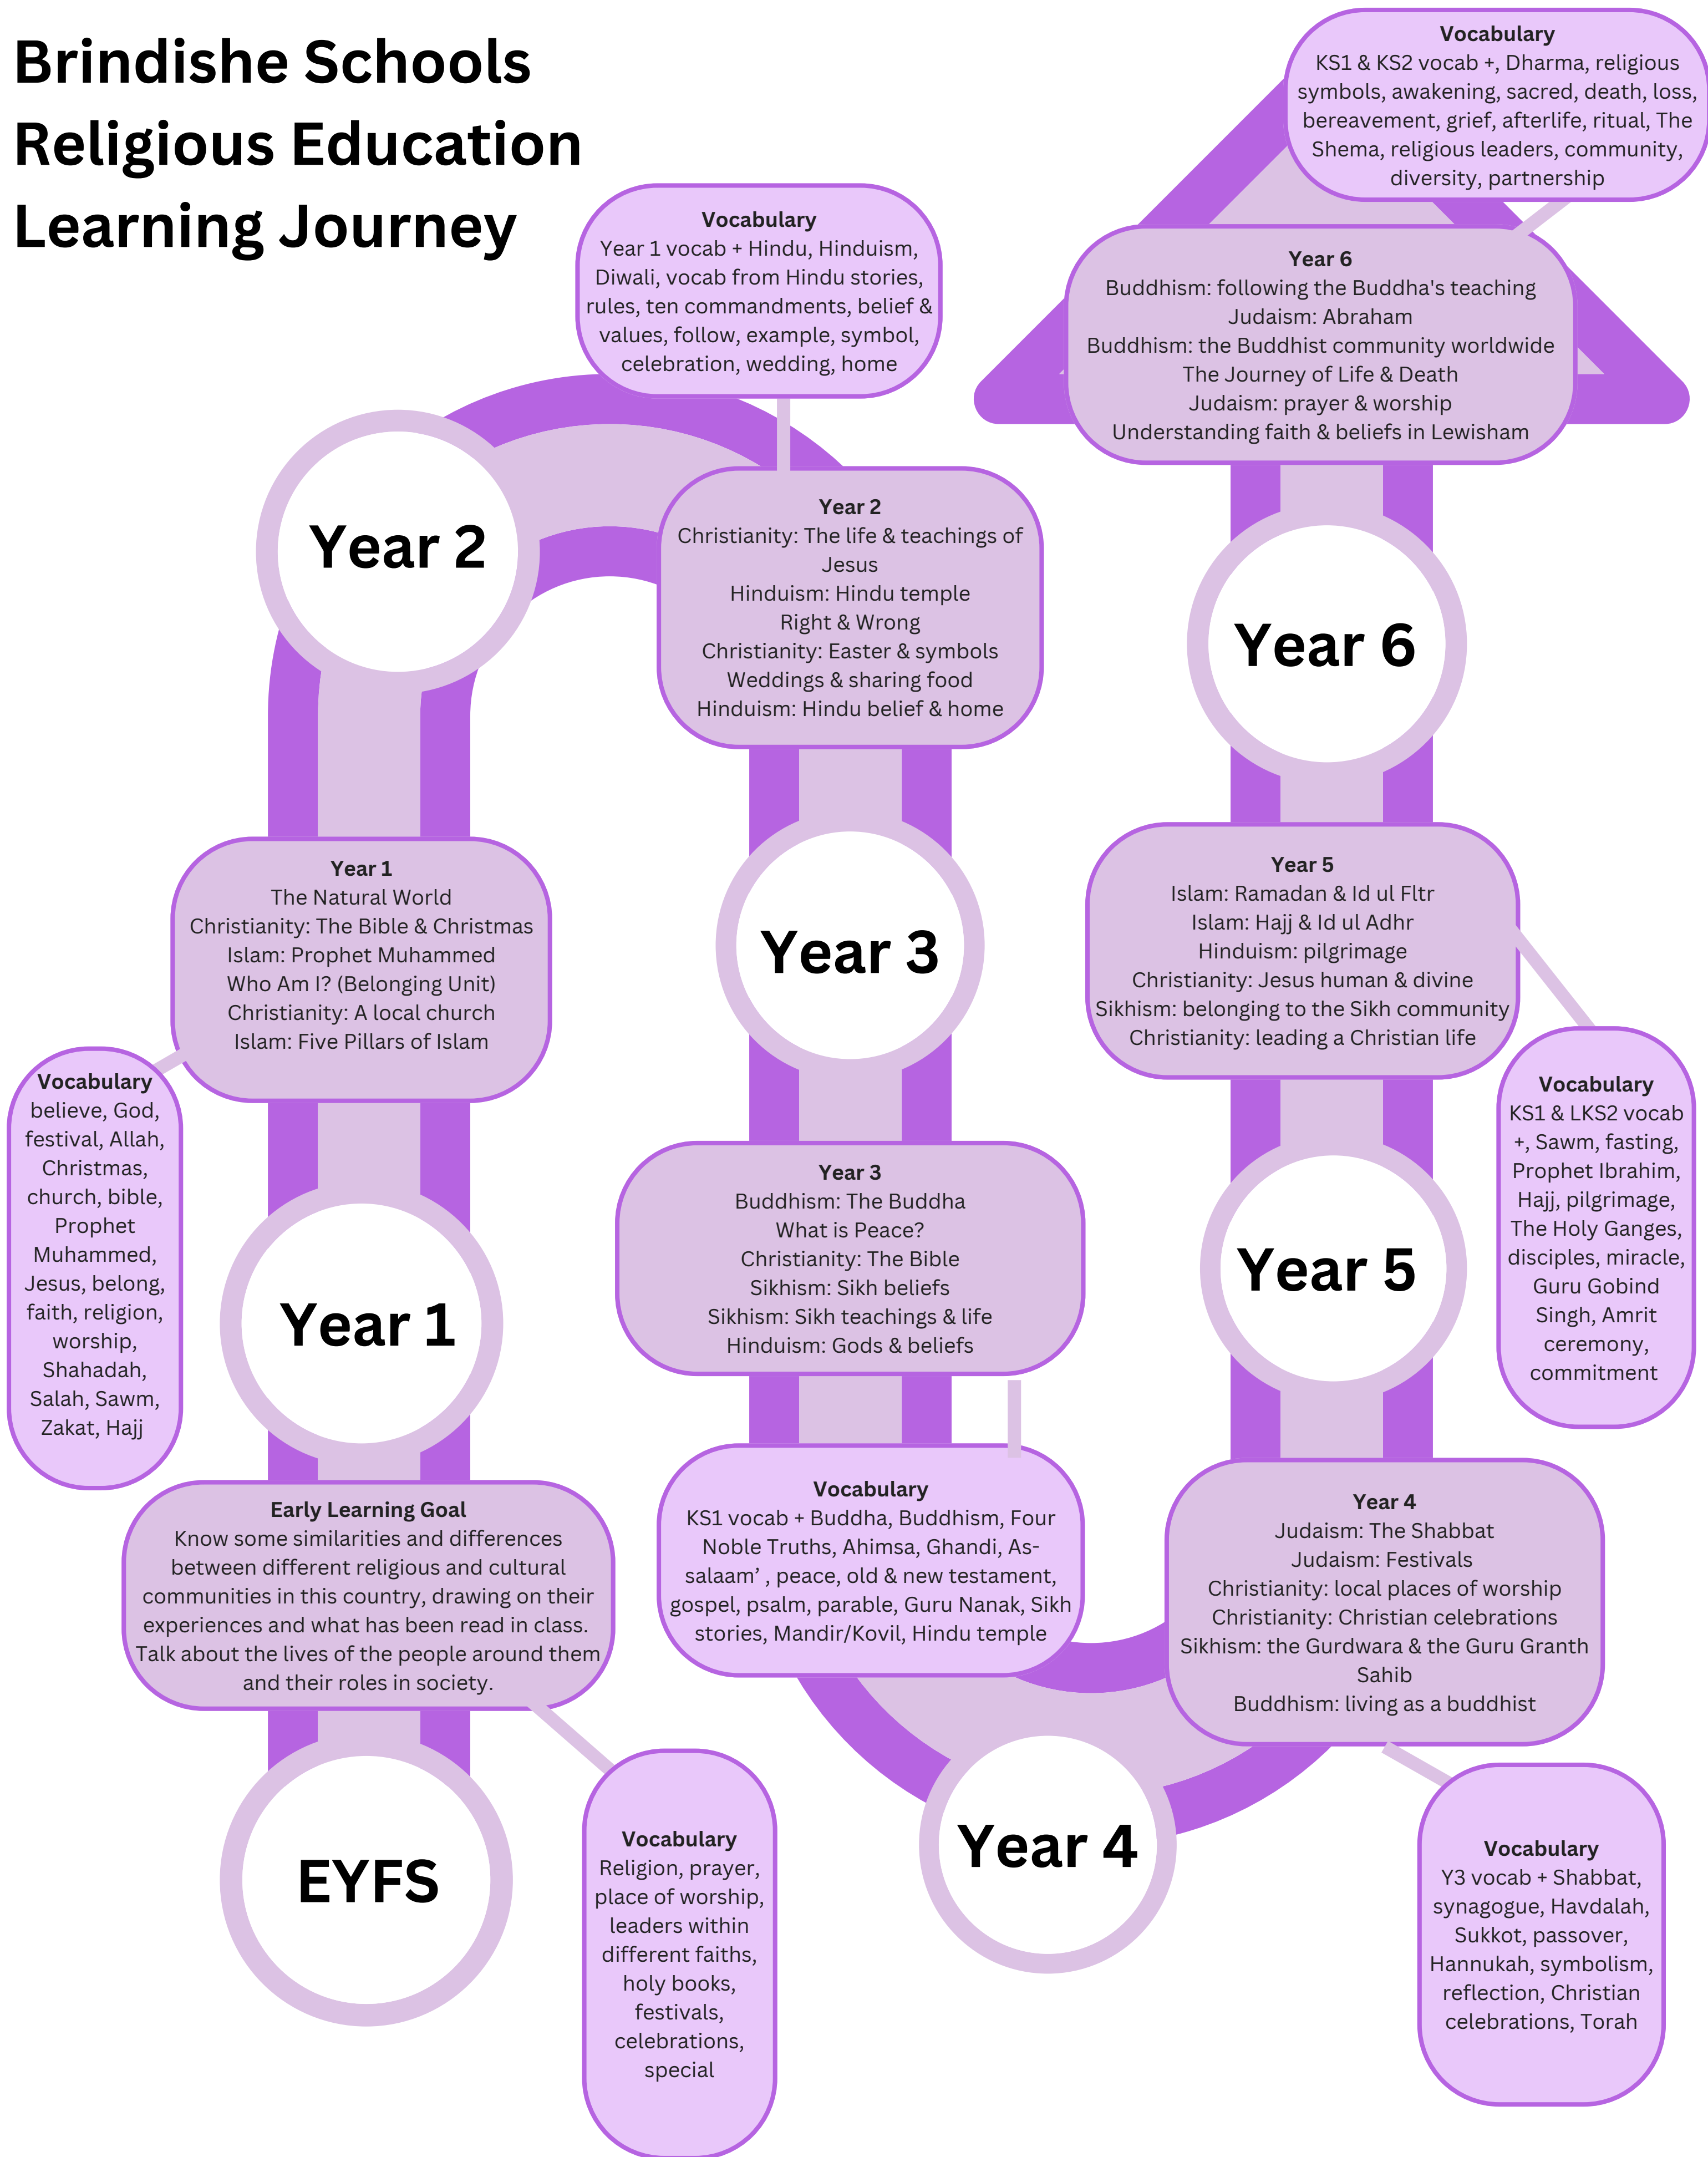 Brindishe Schools
Religious Education
Learning Journey
Vocabulary
KS1 & KS2 vocab +, Dharma, religious
symbols, awakening, sacred, death, loss,
bereavement, grief, afterlife, ritual, The
Shema, religious leaders, community,
diversity, partnership
Year 6
Buddhism: following the Buddha's teaching
Judaism: Abraham
Buddhism: the Buddhist community worldwide
The Journey of Life & Death
Judaism: prayer & worship
Understanding faith & beliefs in Lewisham
Year 6
Vocabulary
Year 1 vocab + Hindu, Hinduism,
Diwali, vocab from Hindu stories,
rules, ten commandments, belief &
values, follow, example, symbol,
celebration, wedding, home
Year 2
Year 2
Christianity: The life & teachings of
Jesus
Hinduism: Hindu temple
Right & Wrong
Christianity: Easter & symbols
Weddings & sharing food
Hinduism: Hindu belief & home
Year 1
The Natural World
Christianity: The Bible & Christmas
Islam: Prophet Muhammed
Who Am I? (Belonging Unit)
Christianity: A local church
Islam: Five Pillars of Islam
Vocabulary
believe, God,
festival, Allah,
Christmas,
church, bible,
Prophet
Muhammed,
Jesus, belong,
faith, religion,
worship,
Shahadah,
Salah, Sawm,
Zakat, Hajj
Year 1
Year 3
Year 3
Buddhism: The Buddha
What is Peace?
Christianity: The Bible
Sikhism: Sikh beliefs
Sikhism: Sikh teachings & life
Hinduism: Gods & beliefs
Year 5
Islam: Ramadan & Id ul Fltr
Islam: Hajj & Id ul Adhr
Hinduism: pilgrimage
Christianity: Jesus human & divine
Sikhism: belonging to the Sikh community
Christianity: leading a Christian life
Vocabulary
KS1 & LKS2 vocab
+, Sawm, fasting,
Prophet Ibrahim,
Hajj, pilgrimage,
The Holy Ganges,
disciples, miracle,
Guru Gobind
Singh, Amrit
ceremony,
commitment
Year 5
Early Learning Goal
Know some similarities and differences
between different religious and cultural
communities in this country, drawing on their
experiences and what has been read in class.
Talk about the lives of the people around them
and their roles in society.
Vocabulary
KS1 vocab + Buddha, Buddhism, Four
Noble Truths, Ahimsa, Ghandi, As-
salaam’ , peace, old & new testament,
gospel, psalm, parable, Guru Nanak, Sikh
stories, Mandir/Kovil, Hindu temple
Year 4
Judaism: The Shabbat
Judaism: Festivals
Christianity: local places of worship
Christianity: Christian celebrations
Sikhism: the Gurdwara & the Guru Granth
Sahib
Buddhism: living as a buddhist
EYFS
Vocabulary
Religion, prayer,
place of worship,
leaders within
different faiths,
holy books,
festivals,
celebrations,
special
Year 4
Vocabulary
Y3 vocab + Shabbat,
synagogue, Havdalah,
Sukkot, passover,
Hannukah, symbolism,
reflection, Christian
celebrations, Torah